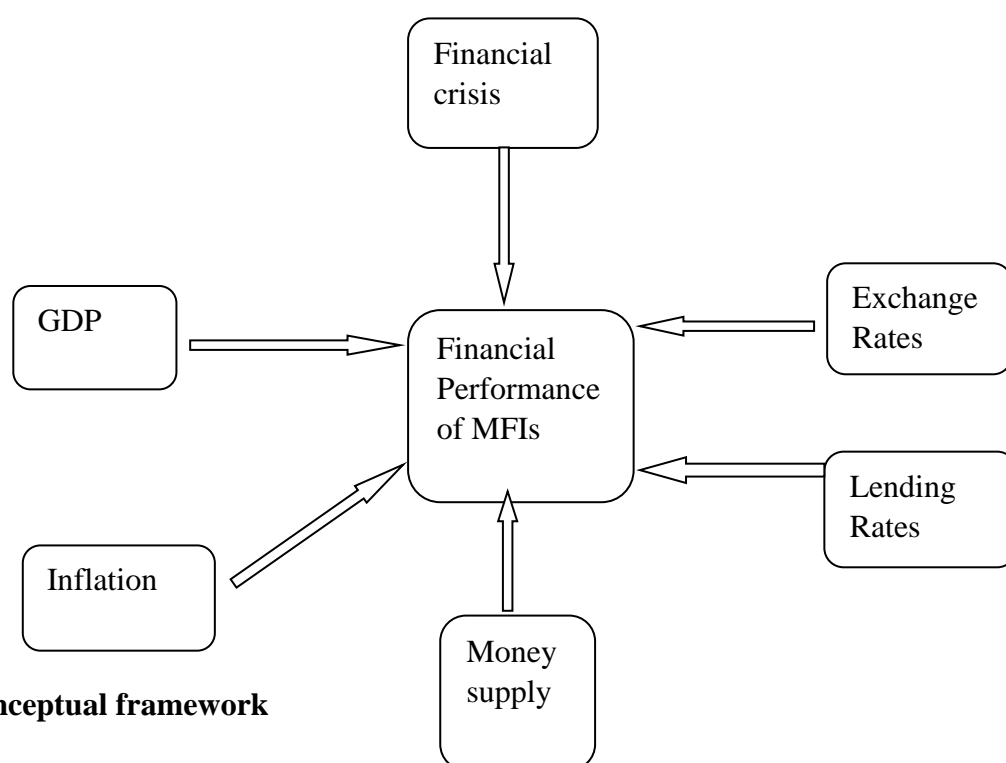 Financial
crisis
GDP
Exchange
Rates
Financial
Performance
of MFIs
Lending
Rates
Inflation
Money
supply
nceptual framework